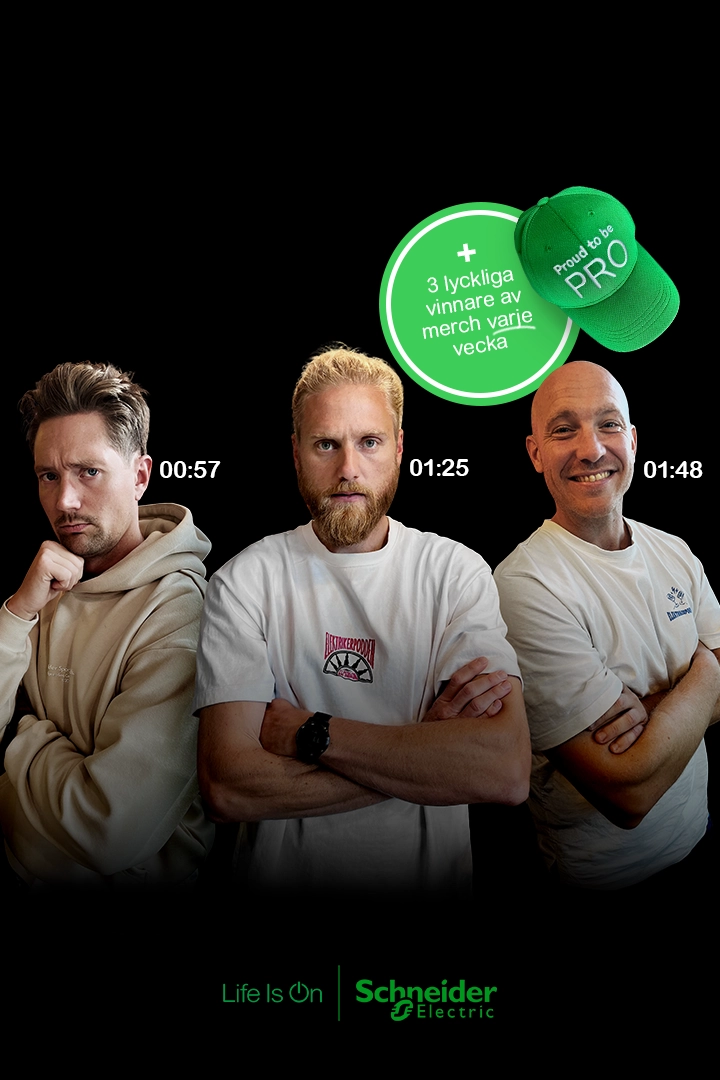 +
3 lyckliga
vinnare av
merch varje
vecka
Proud to be
PRO
00:57
01:25
01:48
ELEKTRIKERPODDEN
Life Is On
Schneider
Electric